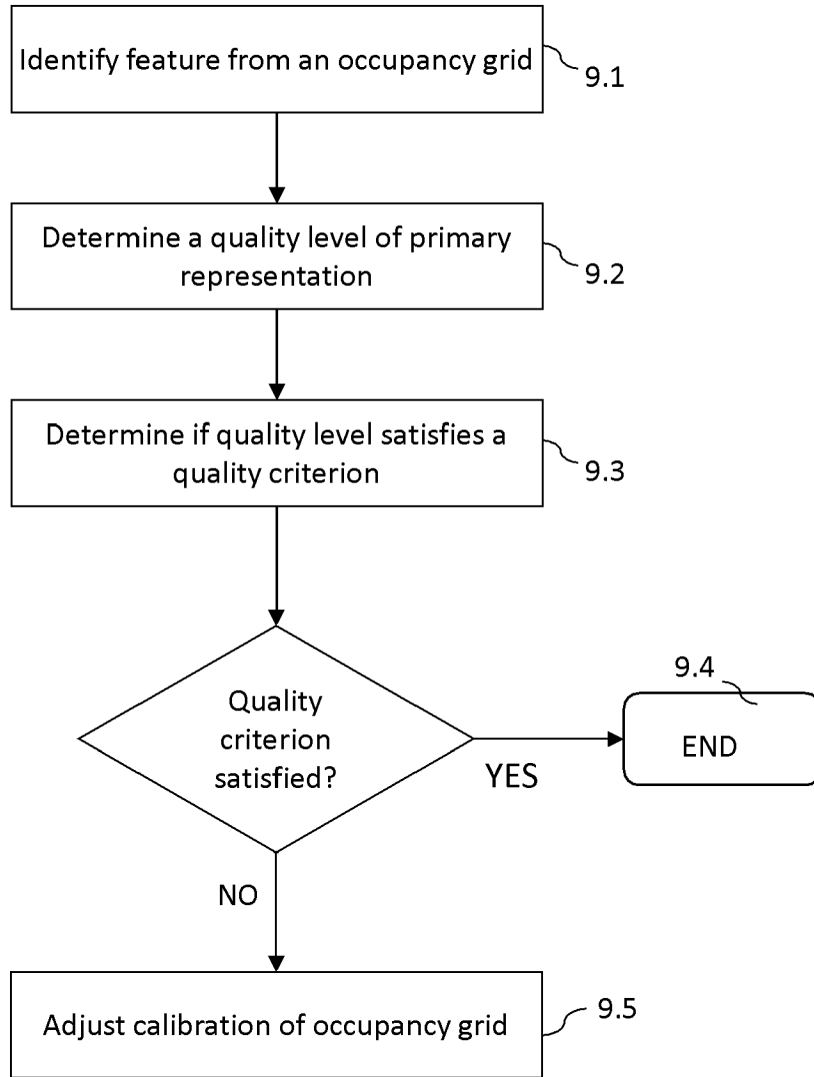 Identify feature from an occupancy grid
9.1
Determine a quality level of primary
representation
9.2
Determine if quality level satisfies a
quality criterion
9.3
Quality
criterion
satisfied?
YES
9.4
END
NO
Adjust calibration of occupancy grid
9.5